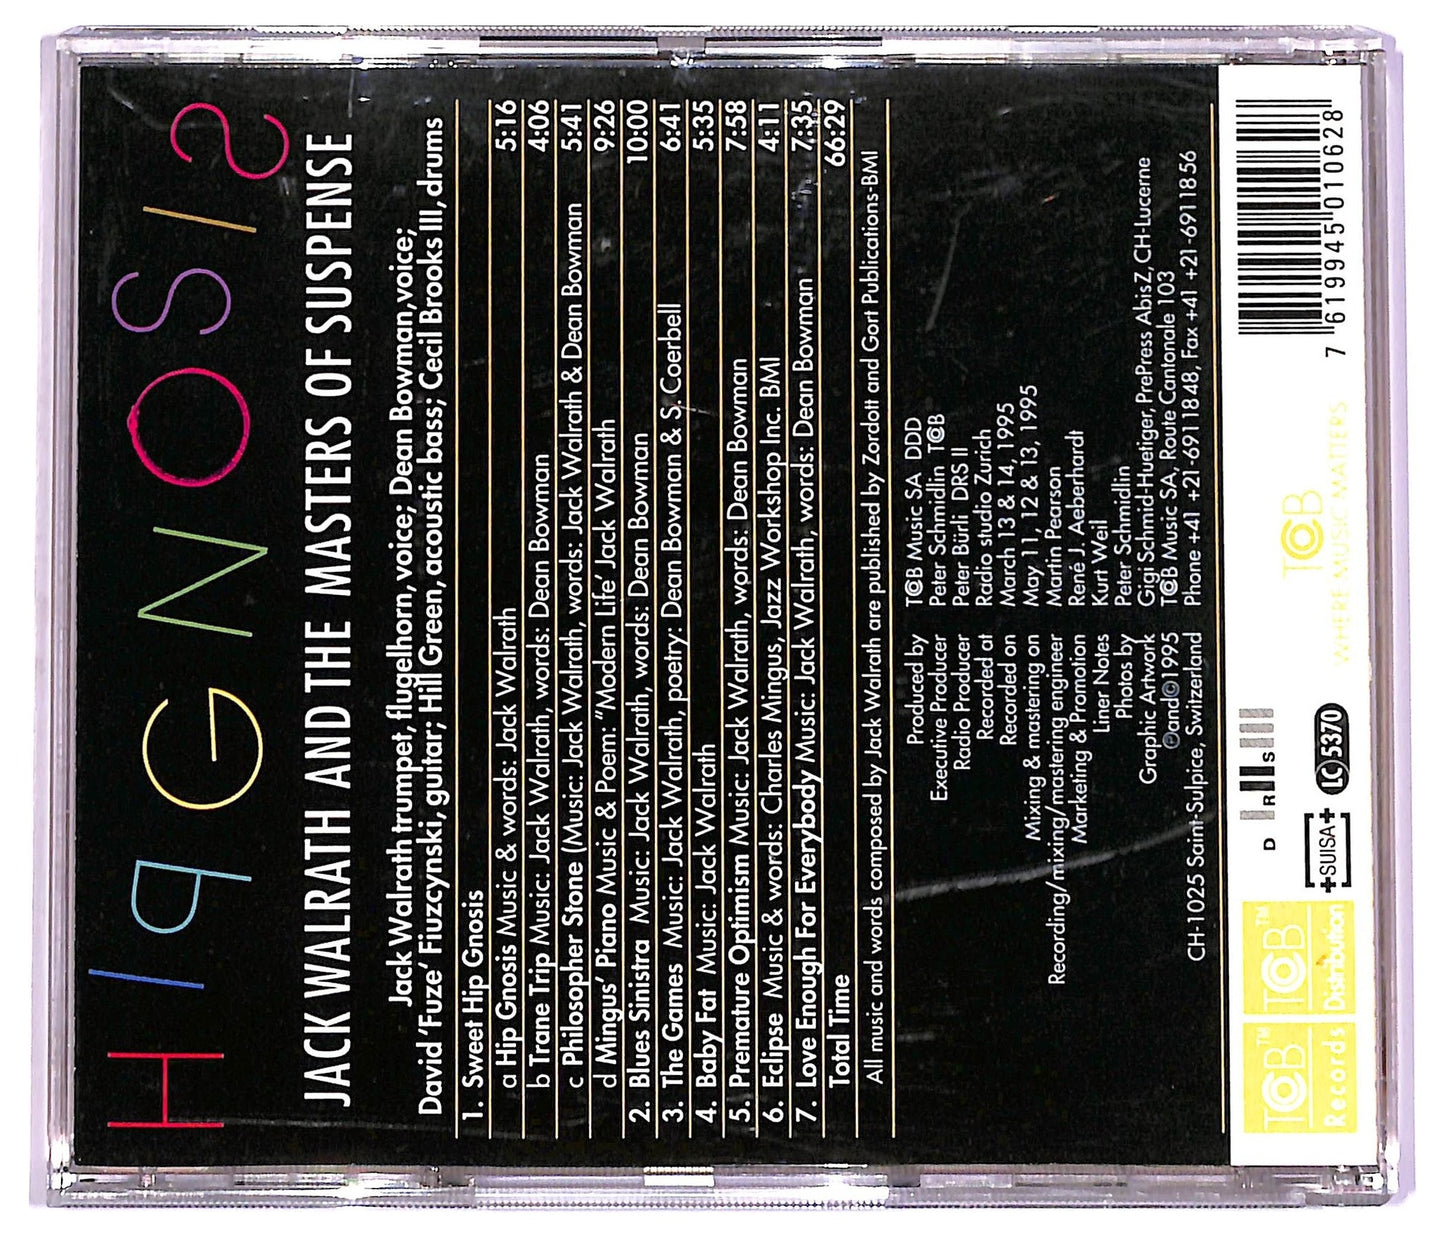 HIPGNOSIS
JACK WALRATH AND THE MASTERS OF SUSPENSE
Jack Walrath trumpet, flugelhorn, voice; Dean Bowman, voice;
David 'Fuze' Fiuzcynski, guitar; Hill Green, acoustic bass; Cecil Brooks III, drums
1. Sweet Hip Gnosis
a Hip Gnosis Music & words: Jack Walrath 5:16
b Trane Trip Music: Jack Walrath, words: Dean Bowman 4:06
c Philosopher Stone (Music: Jack Walrath, words: Jack Walrath & Dean Bowman 5:41
d Mingus' Piano Music & Poem: "Modern Life' Jack Walrath 9:26
2. Blues Sinistra Music: Jack Walrath, words: Dean Bowman 10:00
3. The Games Music: Jack Walrath, poetry: Dean Bowman & S. Coerbell 6:41
4. Baby Fat Music: Jack Walrath 5:35
5. Premature Optimism Music: Jack Walrath, words: Dean Bowman 7:58
6. Eclipse Music & words: Charles Mingus, Jazz Workshop Inc. BMI 4:11
7. Love Enough For Everybody Music: Jack Walrath, words: Dean Bowman 7:35
Total Time 66:29
All music and words composed by Jack Walrath are published by Zordott and Gort Publications-BMI
Produced by TCB Music SA DDD
Executive Producer Peter Schmidlin TCB
Radio Producer Peter Bürli DRS II
Recorded at Radio studio Zurich
Recorded on March 13 & 14, 1995
Mixing & mastering on May 11, 12 & 13, 1995
Recording/mixing/mastering engineer Martin Pearson
Marketing & Promotion René J. Aeberhardt
Liner Notes Kurt Weil
Photos by Peter Schmidlin
Graphic Artwork Gigi Schmid-Huetiger, PrePress AbisZ, CH-Lucerne
℗and©1995 TCB Music SA, Route Cantonale 103
CH-1025 Saint-Sulpice, Switzerland Phone +41 +21-691 1848, Fax +41 +21-691 1856
TCB™
Records
TCB™
Distribution
D R S
+SUISA+
LC 5370
TCB
WHERE MUSIC MATTERS
7 619945 010628